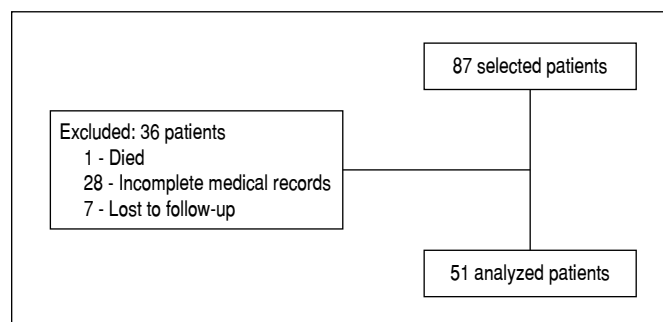 87 selected patients
Excluded: 36 patients
1 - Died
28 - Incomplete medical records
7 - Lost to follow-up
51 analyzed patients